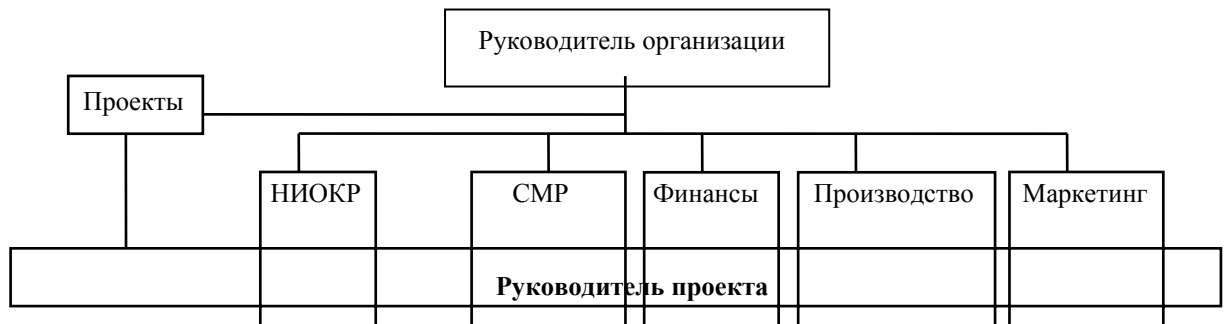 Руководитель организации
Проекты
НИОКР
СМР
Финансы
Производство
Маркетинг
Руководитель проекта